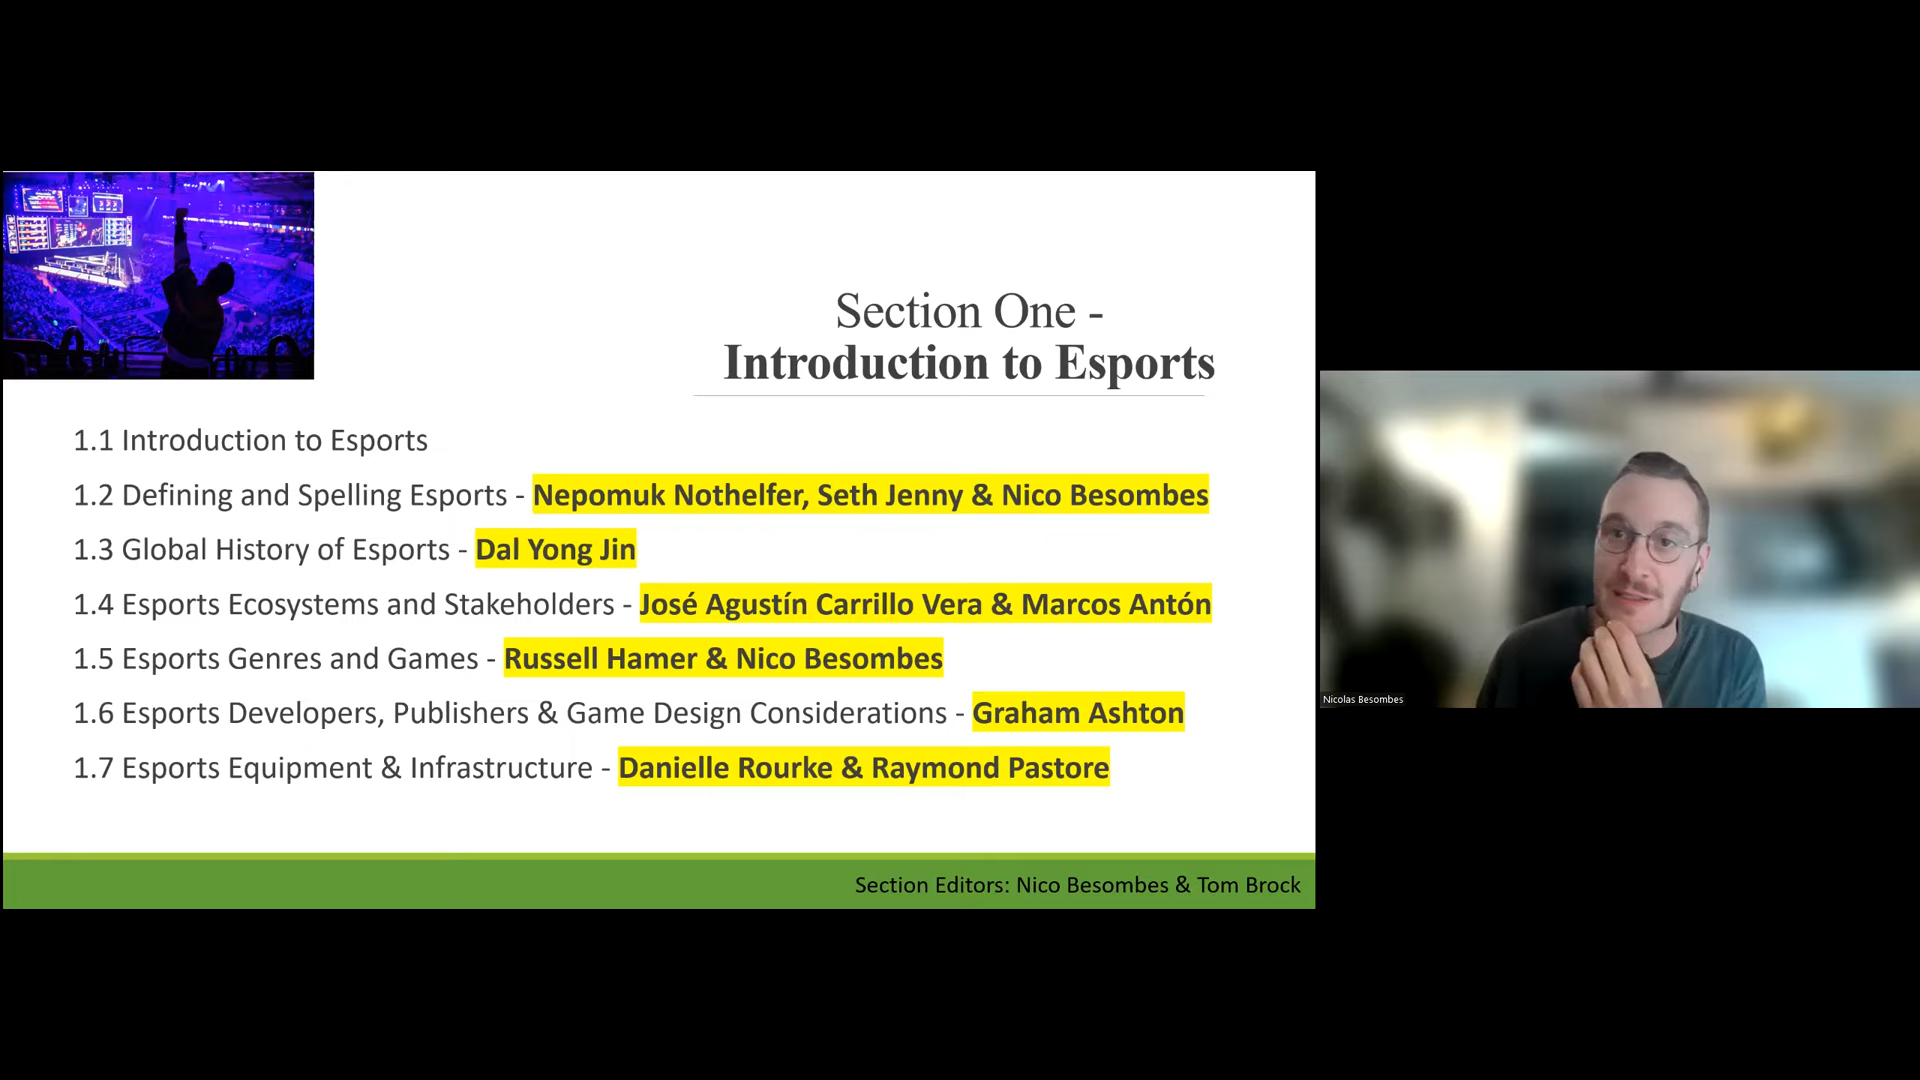 Section One -
Introduction to Esports
1.1 Introduction to Esports
1.2 Defining and Spelling Esports - Nepomuk Nothelfer, Seth Jenny & Nico Besombes
1.3 Global History of Esports - Dal Yong Jin
1.4 Esports Ecosystems and Stakeholders - José Agustín Carrillo Vera & Marcos Antón
1.5 Esports Genres and Games - Russell Hamer & Nico Besombes
1.6 Esports Developers, Publishers & Game Design Considerations - Graham Ashton
1.7 Esports Equipment & Infrastructure - Danielle Rourke & Raymond Pastore
Section Editors: Nico Besombes & Tom Brock
Nicolas Besombes